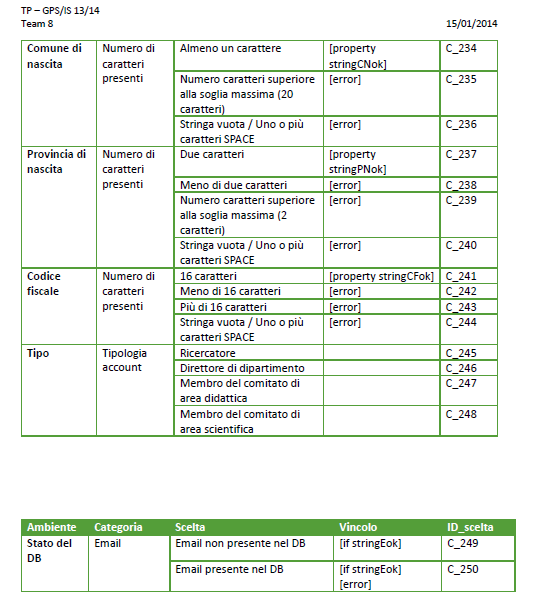 TP – GPS/IS 13/14
Team 8 15/01/2014
Comune di nascita Numero di caratteri presenti Almeno un carattere [property stringCNok] C_234
Numero caratteri superiore alla soglia massima (20 caratteri) [error] C_235
Stringa vuota / Uno o più caratteri SPACE [error] C_236
Provincia di nascita Numero di caratteri presenti Due caratteri [property stringPNok] C_237
Meno di due caratteri [error] C_238
Numero caratteri superiore alla soglia massima (2 caratteri) [error] C_239
Stringa vuota / Uno o più caratteri SPACE [error] C_240
Codice fiscale Numero di caratteri presenti 16 caratteri [property stringCFok] C_241
Meno di 16 caratteri [error] C_242
Più di 16 caratteri [error] C_243
Stringa vuota / Uno o più caratteri SPACE [error] C_244
Tipo Tipologia account Ricercatore C_245
Direttore di dipartimento C_246
Membro del comitato di area didattica C_247
Membro del comitato di area scientifica C_248
Ambiente Categoria Scelta Vincolo ID_scelta
Stato del DB Email Email non presente nel DB [if stringEok] C_249
Email presente nel DB [if stringEok] [error] C_250